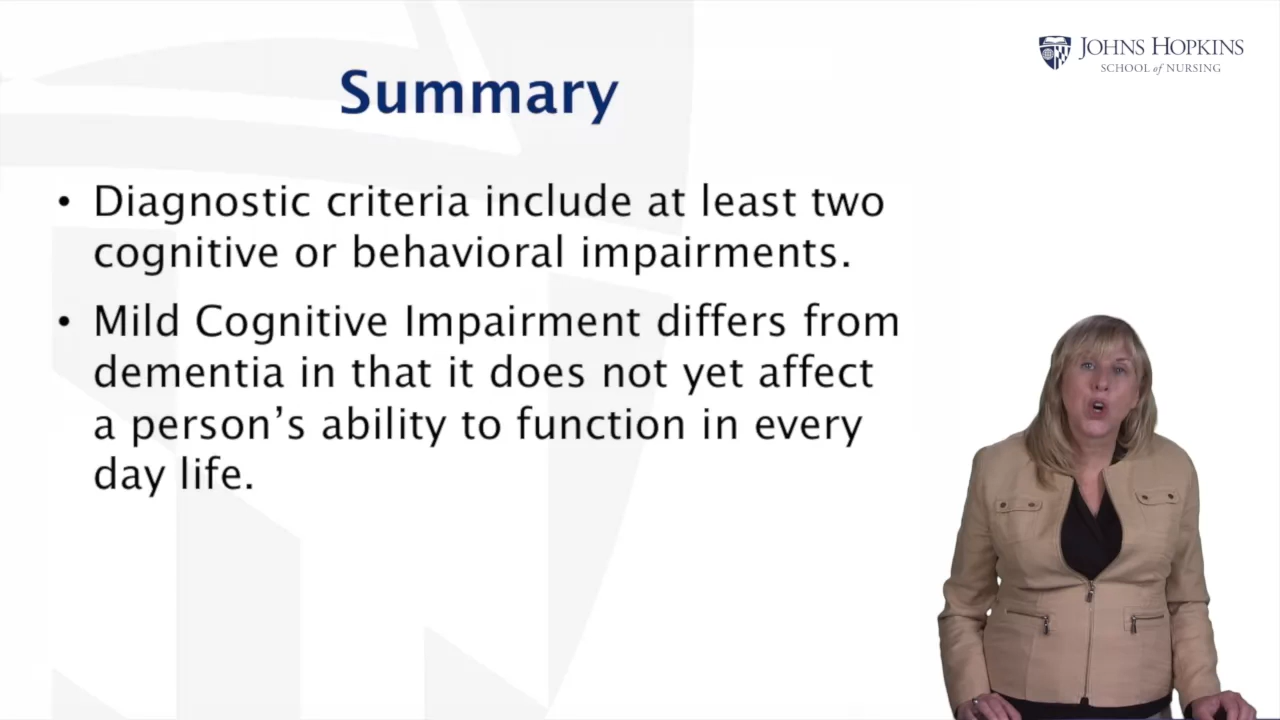 JOHNS HOPKINS
SCHOOL of NURSING
Summary
• Diagnostic criteria include at least two
cognitive or behavioral impairments.
• Mild Cognitive Impairment differs from
dementia in that it does not yet affect
a person’s ability to function in every
day life.